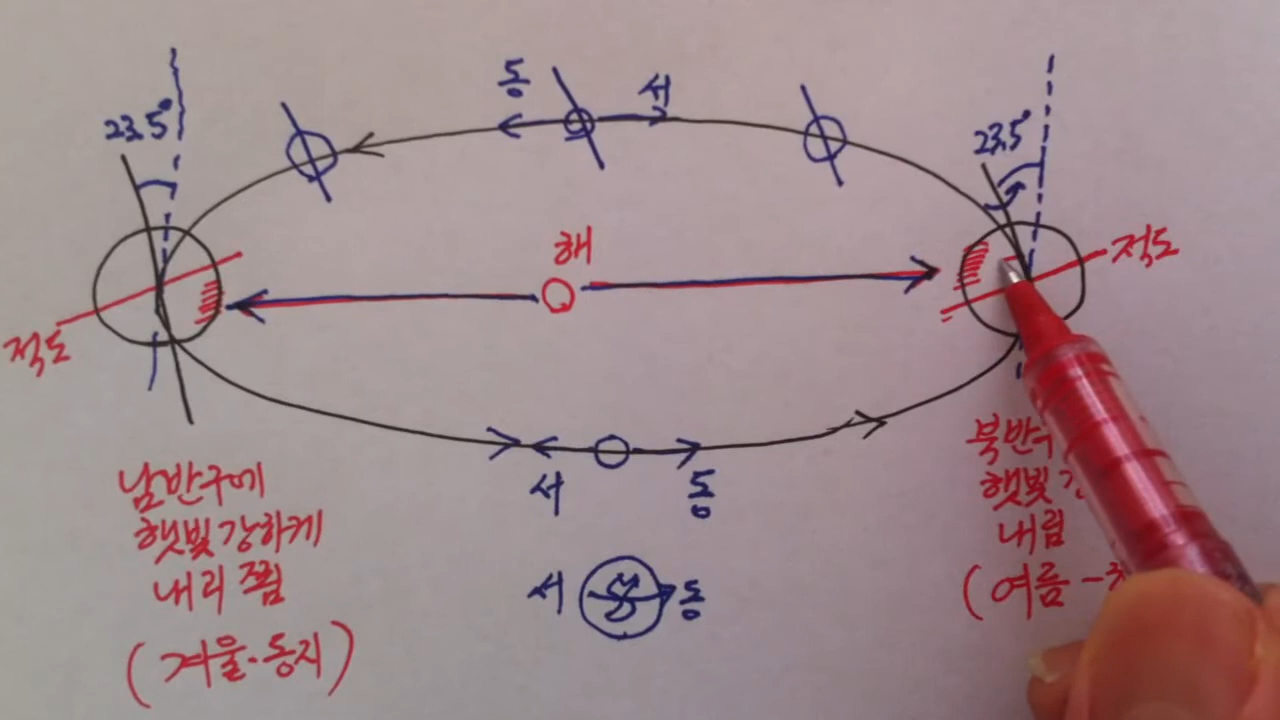 동
서
23.5°
23.5°
해
적도
적도
서
동
남반구에
햇빛 강하게
내리 쬠
(겨울-동지)
북반
햇빛
내림
(여름-
서
동